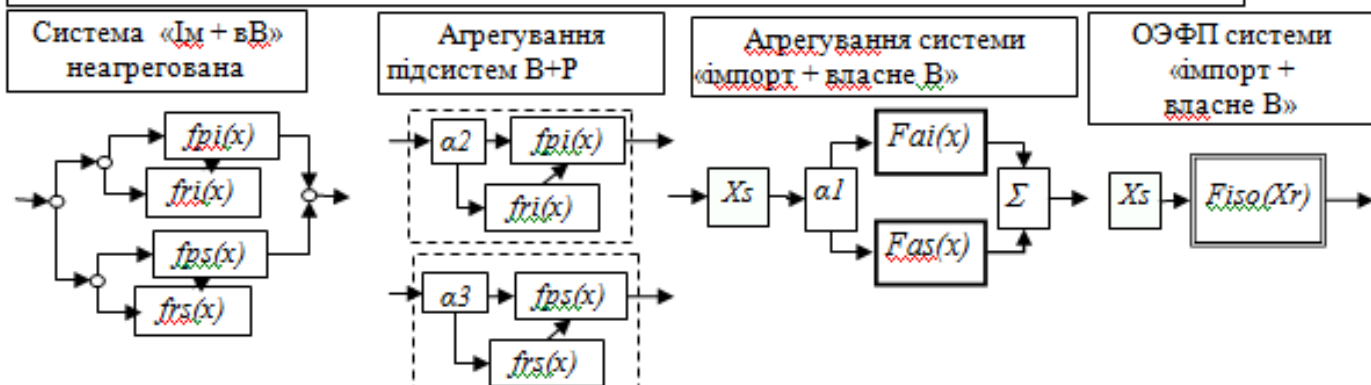 Система «Ім + вВ»
неагрегована
fpi(x)
fri(x)
fps(x)
frs(x)
Агрегування
підсистем В+Р
α2
fpi(x)
fri(x)
α3
fps(x)
frs(x)
Агрегування системи
«імпорт + власне В»
Xs
α1
Fai(x)
Fas(x)
Σ
ОЭФП системи
«імпорт +
власне В»
Xs
Fiso(Xr)